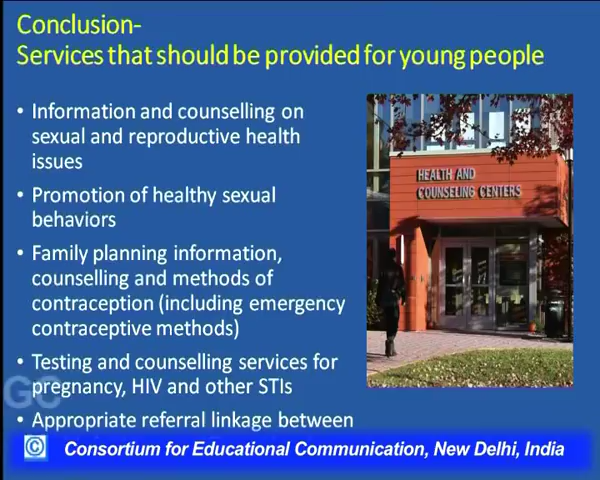 Conclusion-
Services that should be provided for young people
• Information and counselling on
sexual and reproductive health
issues
HEALTH AND
COUNSELING CENTERS
• Promotion of healthy sexual
behaviors
• Family planning information,
counselling and methods of
contraception (including emergency
contraceptive methods)
• Testing and counselling services for
pregnancy, HIV and other STIs
• Appropriate referral linkage between
© Consortium for Educational Communication, New Delhi, India